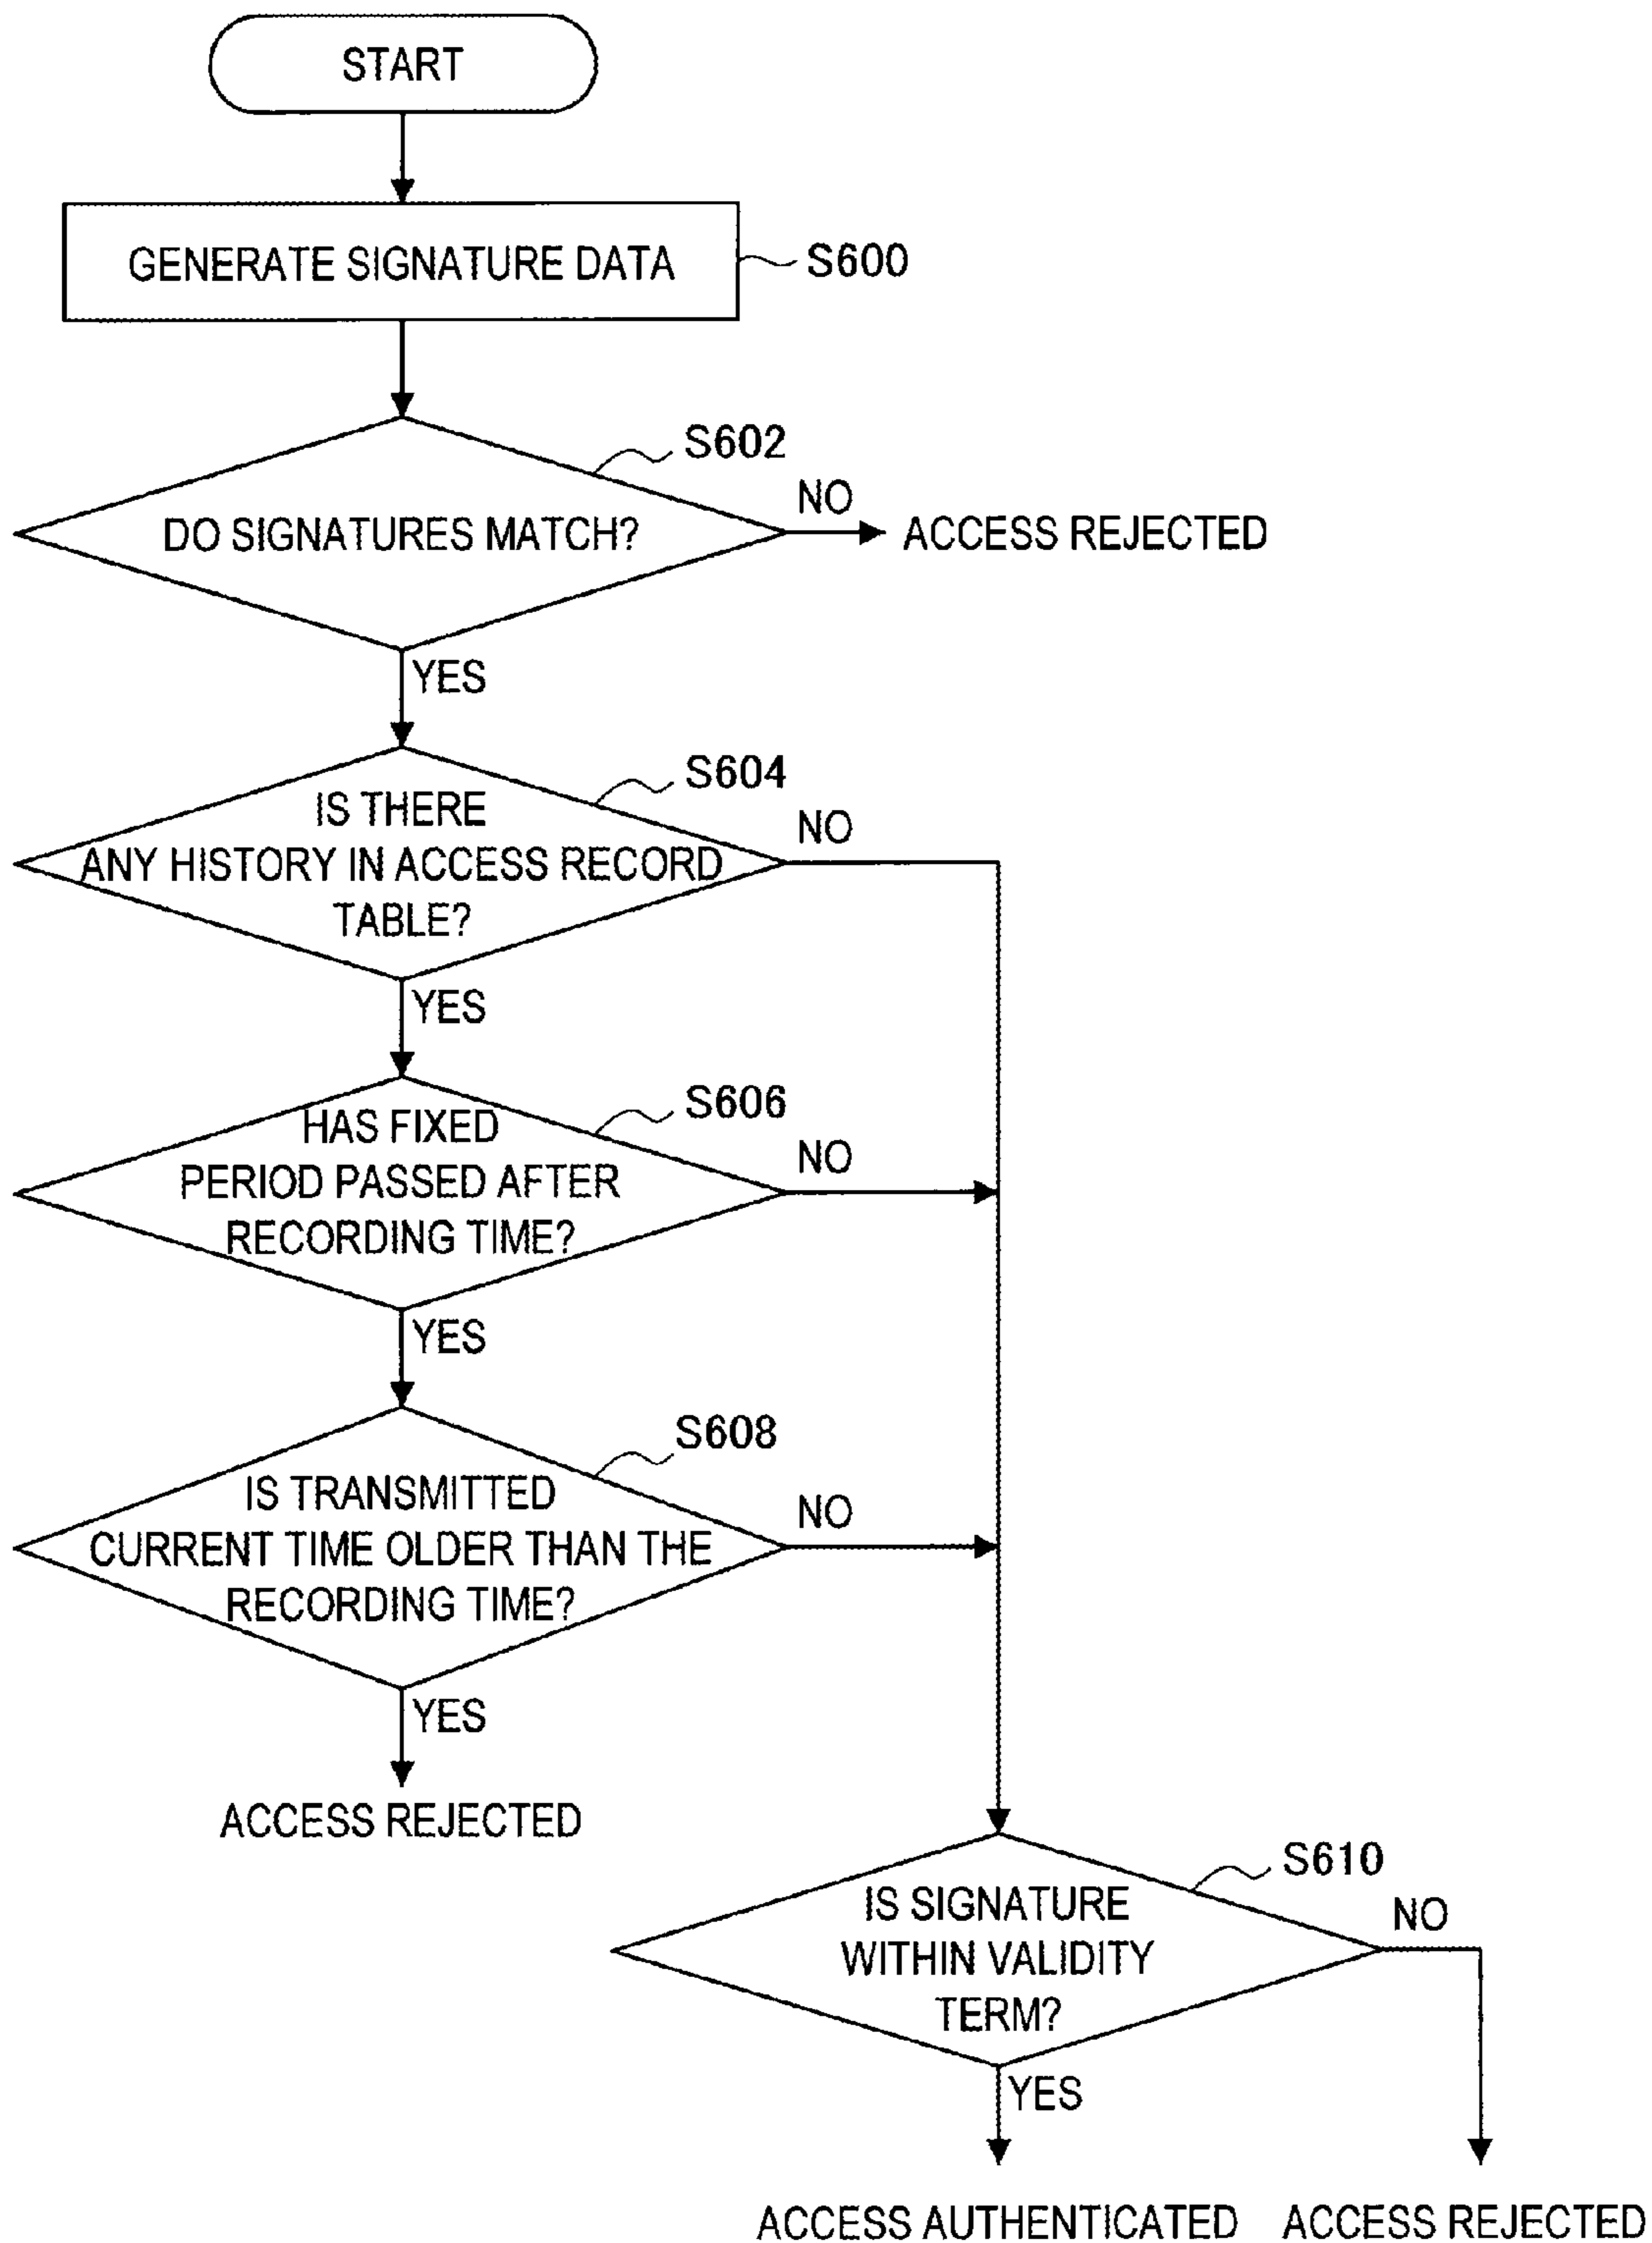 START
GENERATE SIGNATURE DATA
S600
S602
DO SIGNATURES MATCH?
NO
ACCESS REJECTED
YES
S604
IS THERE
ANY HISTORY IN ACCESS RECORD
TABLE?
NO
YES
S606
HAS FIXED
PERIOD PASSED AFTER
RECORDING TIME?
NO
YES
S608
IS TRANSMITTED
CURRENT TIME OLDER THAN THE
RECORDING TIME?
NO
YES
ACCESS REJECTED
S610
IS SIGNATURE
WITHIN VALIDITY
TERM?
NO
YES
ACCESS AUTHENTICATED
ACCESS REJECTED